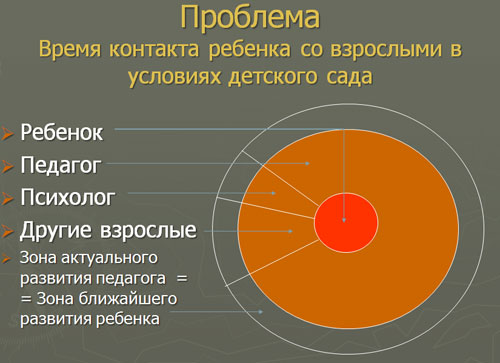 Проблема
Время контакта ребенка со взрослыми в
условиях детского сада
Ребенок
Педагог
Психолог
Другие взрослые
Зона актуального
развития педагога =
= Зона ближайшего
развития ребенка